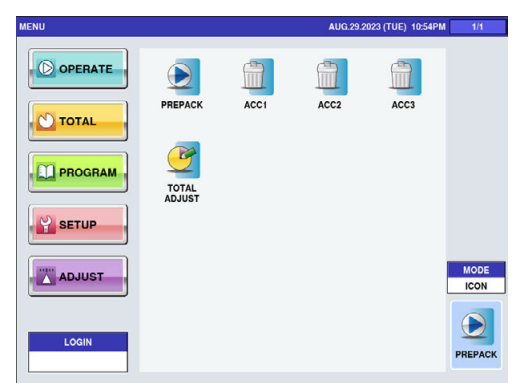 MENU
AUG.29.2023 (TUE) 10:54PM
1/1
OPERATE
TOTAL
PROGRAM
SETUP
ADJUST
LOGIN
PREPACK
ACC1
ACC2
ACC3
TOTAL
ADJUST
MODE
ICON
PREPACK